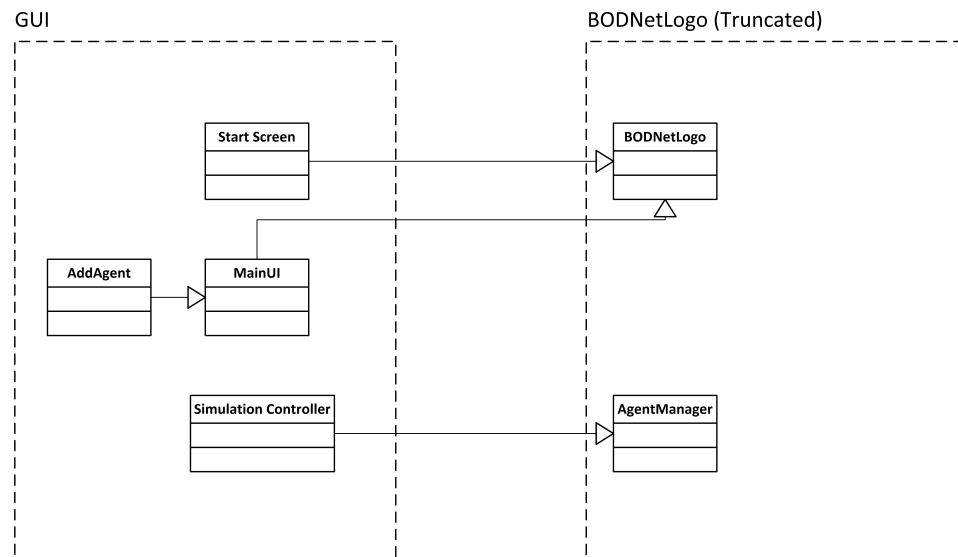 GUI
BODNetLogo (Truncated)
Start Screen
BODNetLogo
AddAgent
MainUI
Simulation Controller
AgentManager